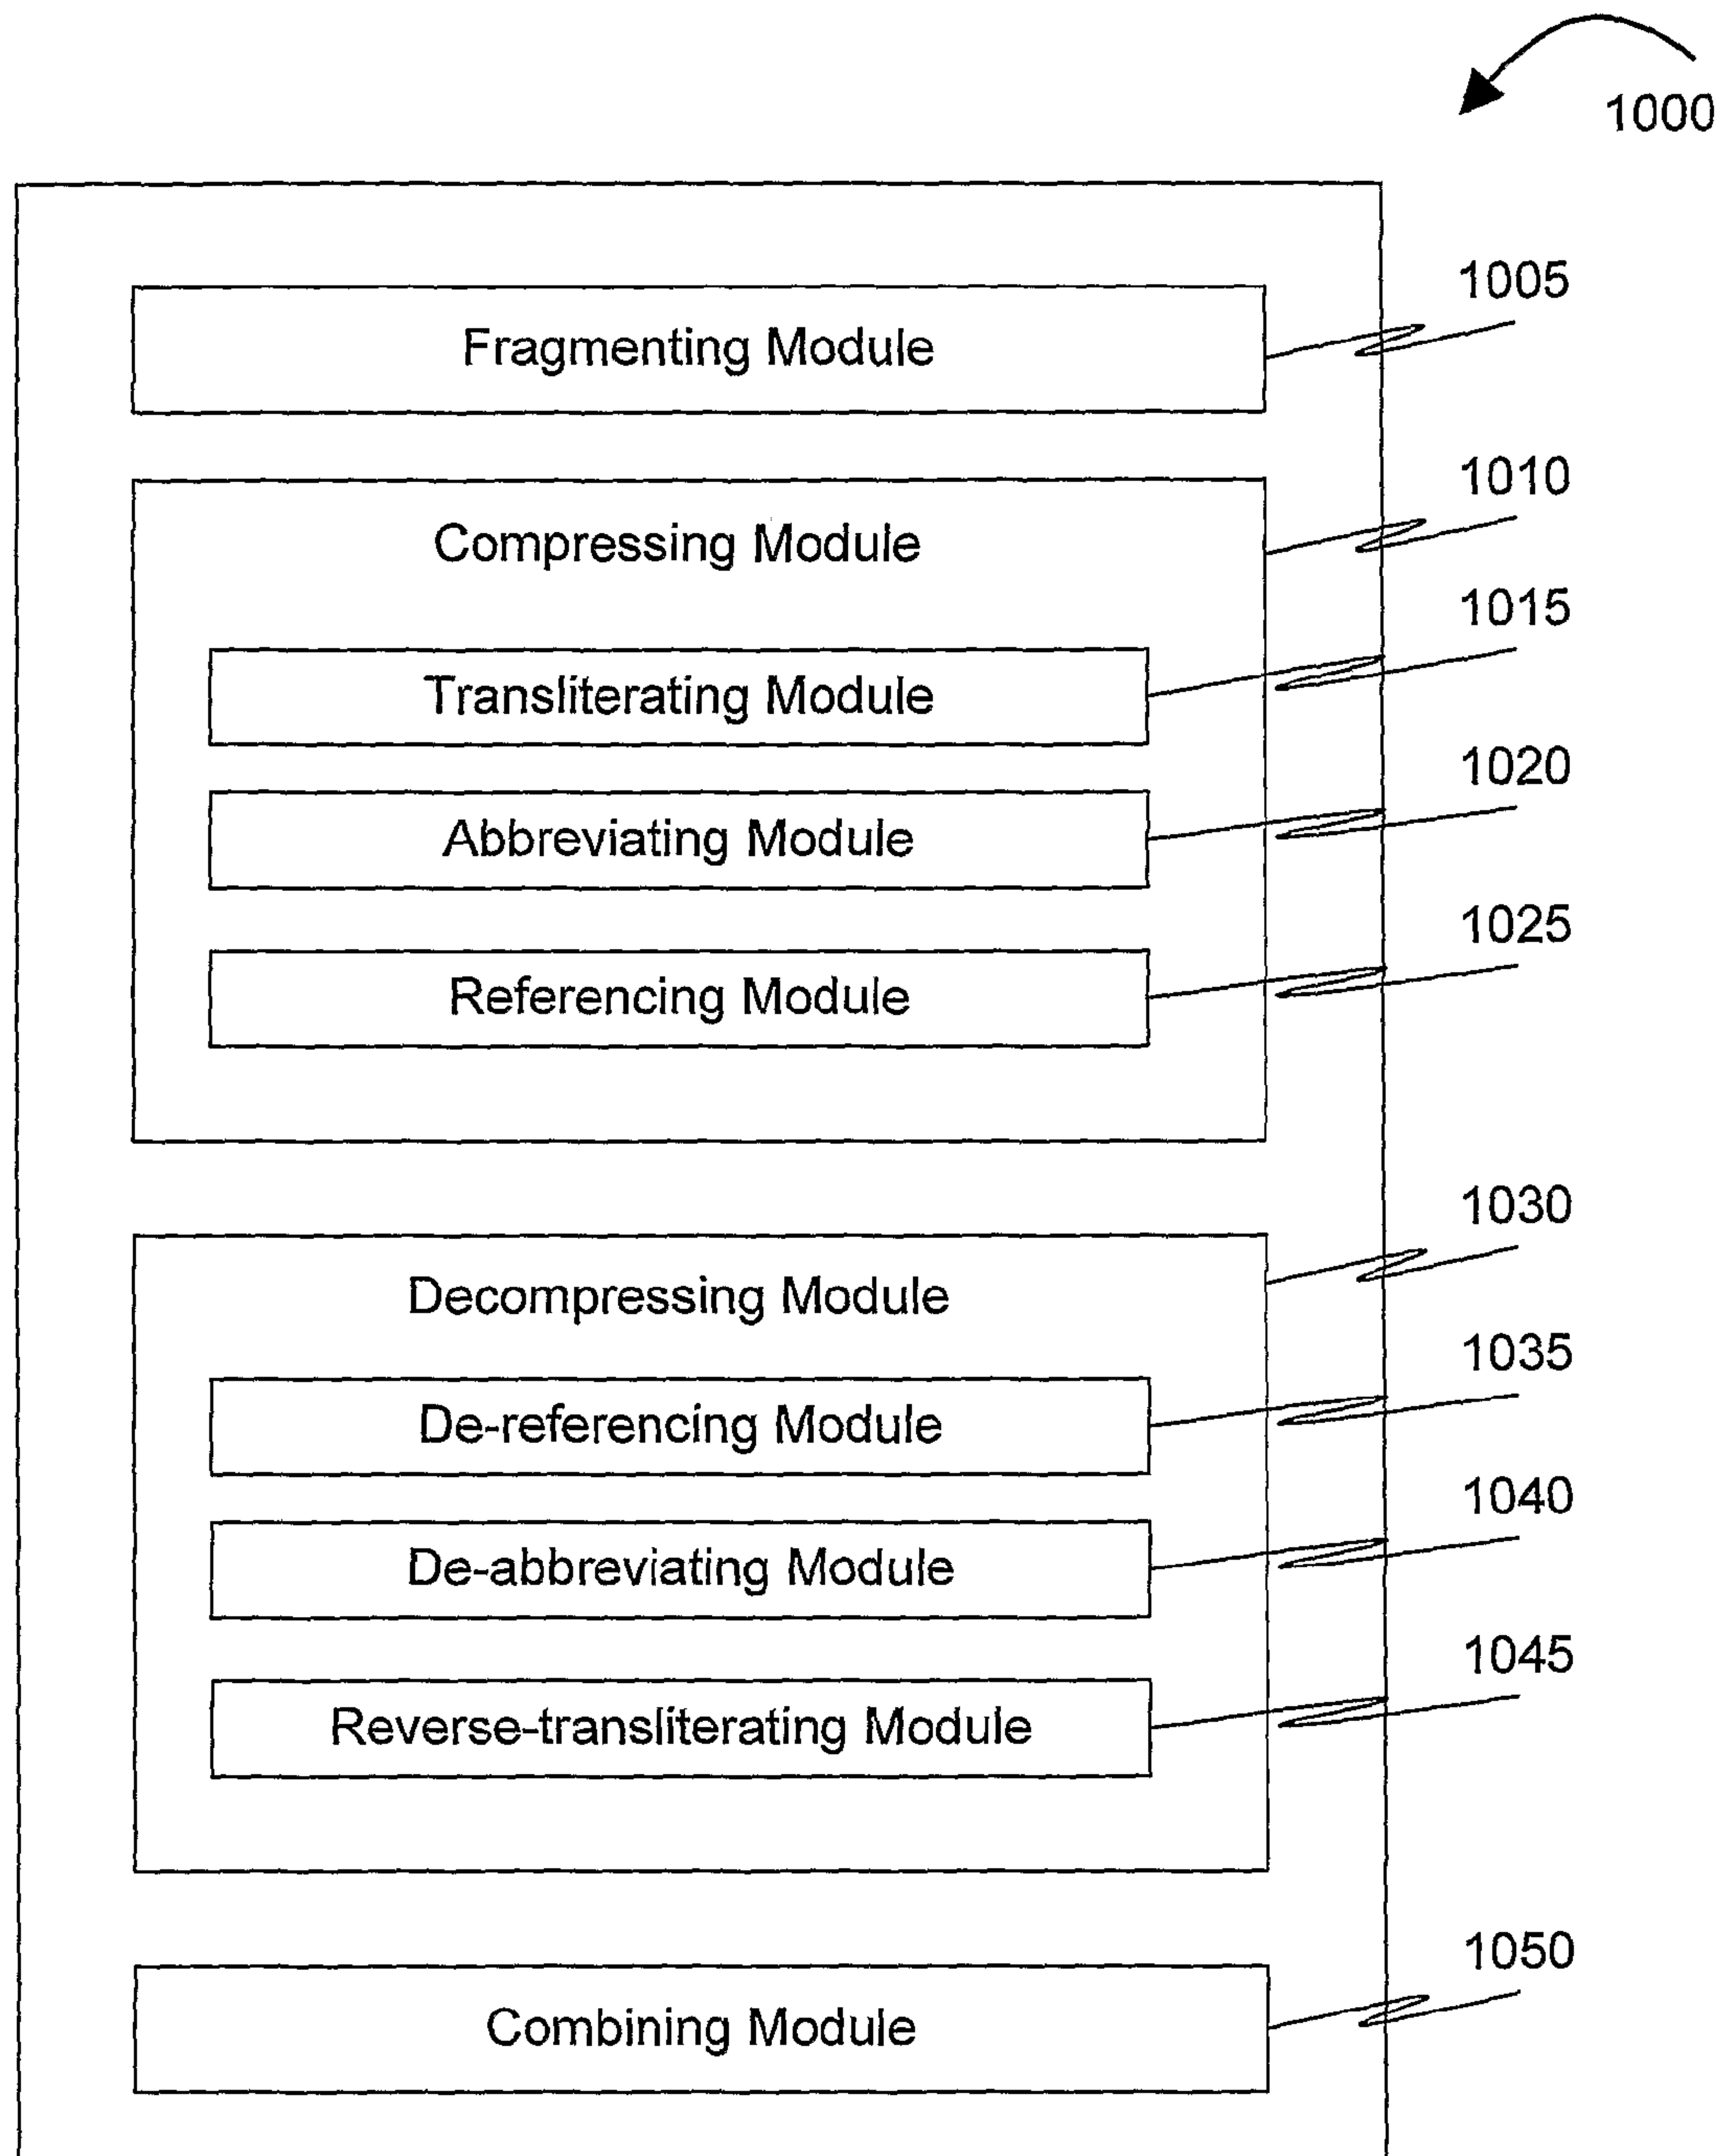 1000
1005
Fragmenting Module
1010
Compressing Module
1015
Transliterating Module
1020
Abbreviating Module
1025
Referencing Module
1030
Decompressing Module
1035
De-referencing Module
1040
De-abbreviating Module
1045
Reverse-transliterating Module
1050
Combining Module